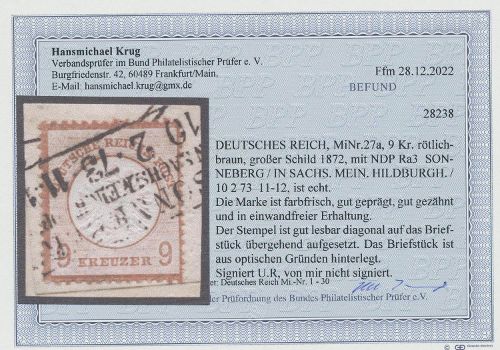 Hansmichael Krug
Verbandsprüfer im Bund Philatelistischer Prüfer e. V.
Burgfriedenstr. 42, 60489 Frankfurt/Main.
E-Mail: hansmichael.krug@gmx.de
Ffm 28.12.2022
BEFUND
28238
DEUTSCHES REICH, MiNr.27a, 9 Kr. rötlich-
braun, großer Schild 1872, mit NDP Ra3 SON-
NEBERG / IN SACHS. MEIN. HILDBURGH. /
10 2 73 11-12, ist echt.
Die Marke ist farbfrisch, gut geprägt, gut gezähnt
und in einwandfreier Erhaltung.
Der Stempel ist gut lesbar diagonal auf das Brief-
stück übergehend aufgesetzt. Das Briefstück ist
aus optischen Gründen hinterlegt.
Signiert U.R, von mir nicht signiert.
er: Deutsches Reich Mi.-Nr. 1 - 30
er Prüfordnung des Bundes Philatelistischer Prüfer e.V.
9 KREUZER 9